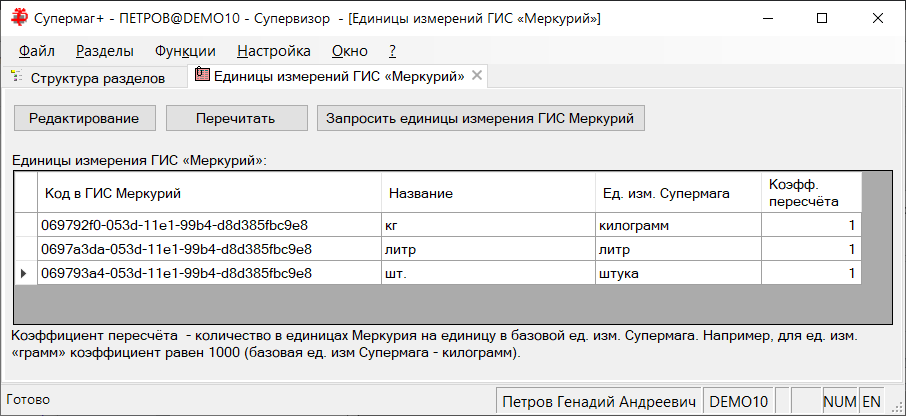 Супермаг+ - ПЕТРОВ@DEMO10 - Супервизор - [Единицы измерений ГИС «Меркурий»]
Файл Разделы Функции Настройка Окно ?
Структура разделов Единицы измерений ГИС «Меркурий»
Редактирование Перечитать Запросить единицы измерения ГИС Меркурий
Единицы измерения ГИС «Меркурий»:
Код в ГИС Меркурий Название Ед. изм. Супермага Коэфф. пересчёта
069792f0-053d-11e1-99b4-d8d385fbc9e8 кг килограмм 1
0697a3da-053d-11e1-99b4-d8d385fbc9e8 литр литр 1
069793a4-053d-11e1-99b4-d8d385fbc9e8 шт. штука 1
Коэффициент пересчёта - количество в единицах Меркурия на единицу в базовой ед. изм. Супермага. Например, для ед. изм.
«грамм» коэффициент равен 1000 (базовая ед. изм Супермага - килограмм).
Готово Петров Генадий Андреевич DEMO10 NUM EN